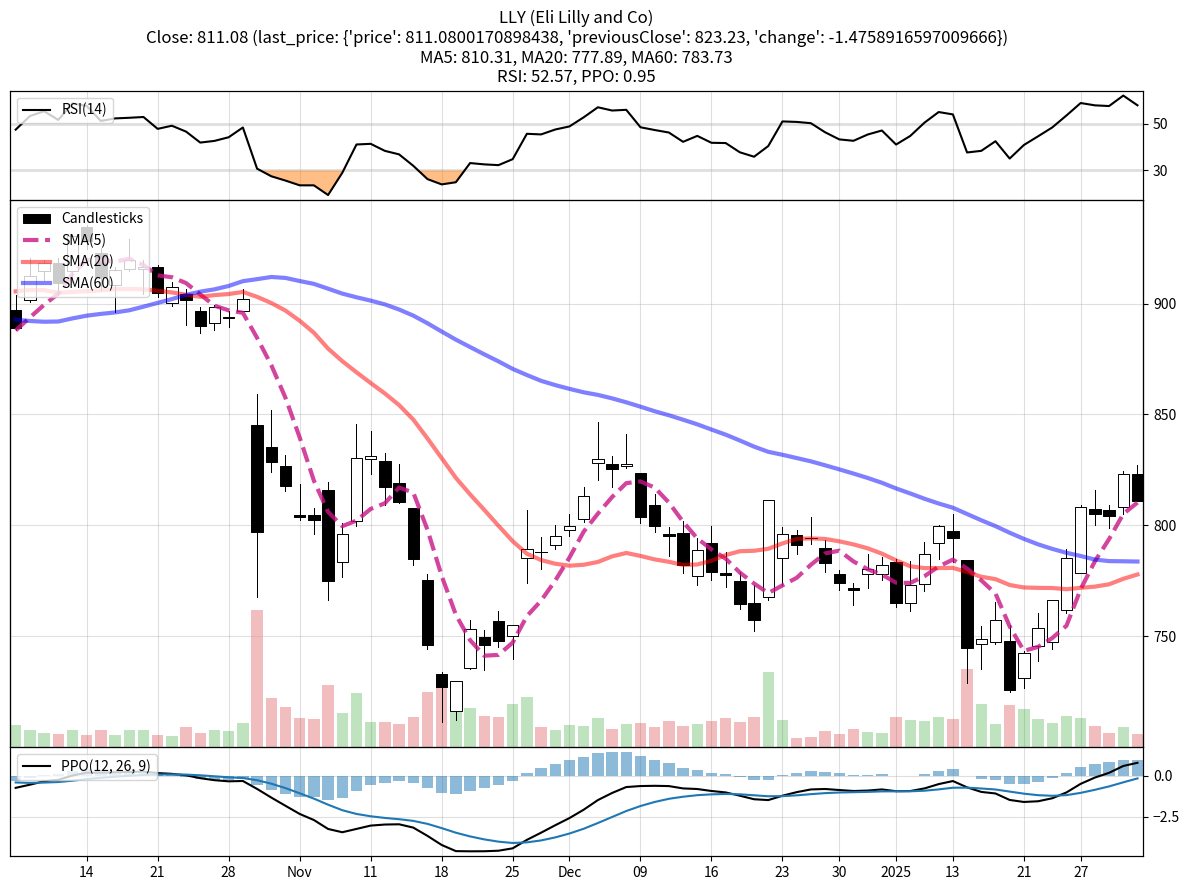 LLY (Eli Lilly and Co)
Close: 811.08 (last_price: {'price': 811.0800170898438, 'previousClose': 823.23, 'change': -1.4758916597009666})
MA5: 810.31, MA20: 777.89, MA60: 783.73
RSI: 52.57, PPO: 0.95
RSI(14)
50
30
Candlesticks
SMA(5)
SMA(20)
SMA(60)
900
850
800
750
PPO(12, 26, 9)
0.0
−2.5
14 21 28 Nov 11 18 25 Dec 09 16 23 30 2025 13 21 27